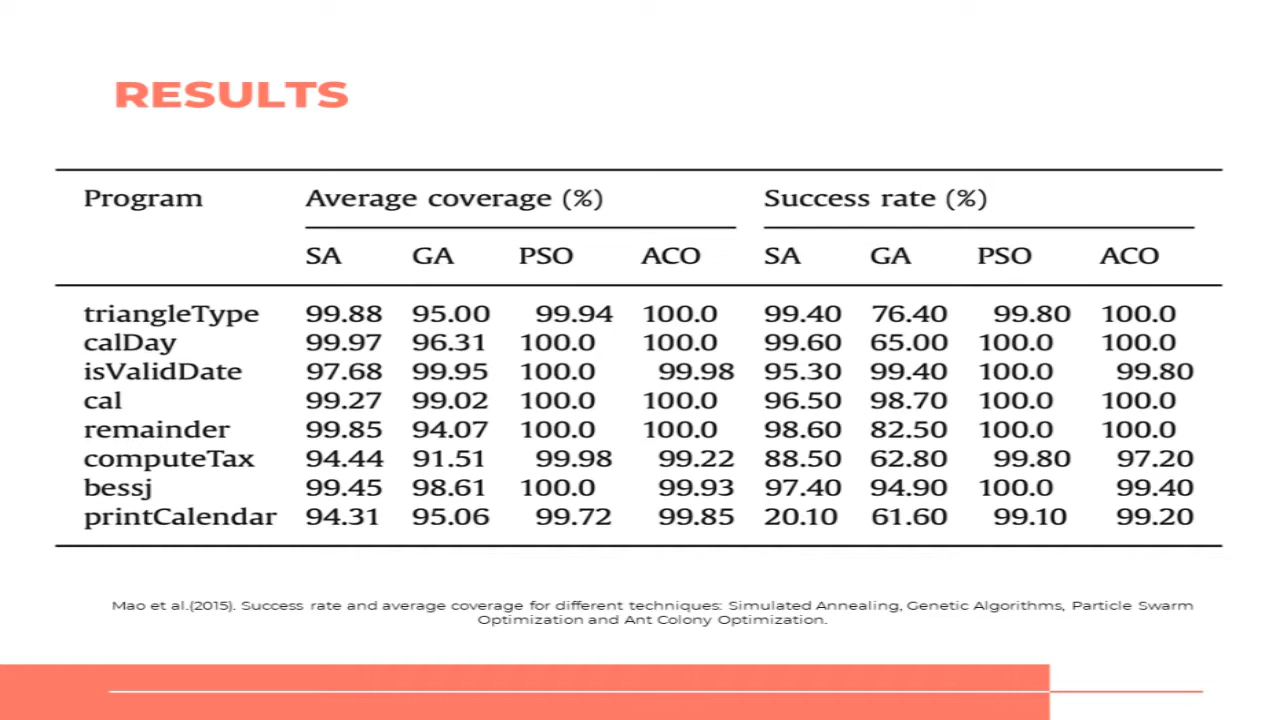 RESULTS
Program Average coverage (%) Success rate (%)
SA GA PSO ACO SA GA PSO ACO
triangleType 99.88 95.00 99.94 100.0 99.40 76.40 99.80 100.0
calDay 99.97 96.31 100.0 100.0 99.60 65.00 100.0 100.0
isValidDate 97.68 99.95 100.0 99.98 95.30 99.40 100.0 99.80
cal 99.27 99.02 100.0 100.0 96.50 98.70 100.0 100.0
remainder 99.85 94.07 100.0 100.0 98.60 82.50 100.0 100.0
computeTax 94.44 91.51 99.98 99.22 88.50 62.80 99.80 97.20
bessj 99.45 98.61 100.0 99.93 97.40 94.90 100.0 99.40
printCalendar 94.31 95.06 99.72 99.85 20.10 61.60 99.10 99.20
Mao et al.(2015). Success rate and average coverage for different techniques: Simulated Annealing, Genetic Algorithms, Particle Swarm
Optimization and Ant Colony Optimization.